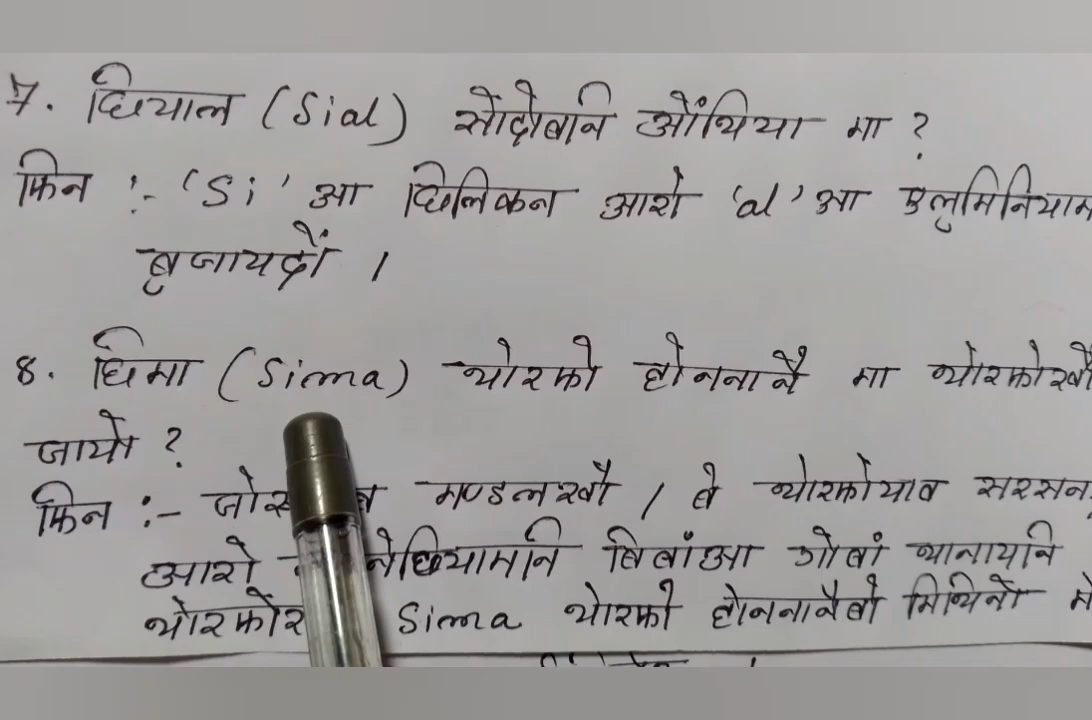 7. छियाल (Sial) सोंदोबनि ओंथिया मा ?
फिन :- 'Si' आ छिलिकन आरो 'al' आ एलुमिनियाम
बुजायदों ।
8. छिमा (Sima) थोरफो होननानै मा थोरफोरखौ
जायो ?
फिन :- मण्डलखौ । बे थोरफोयाव सरसन
आरो बिबांआ गोबां थानायनि
Sima थोरफो होननानैबो मिथिनो